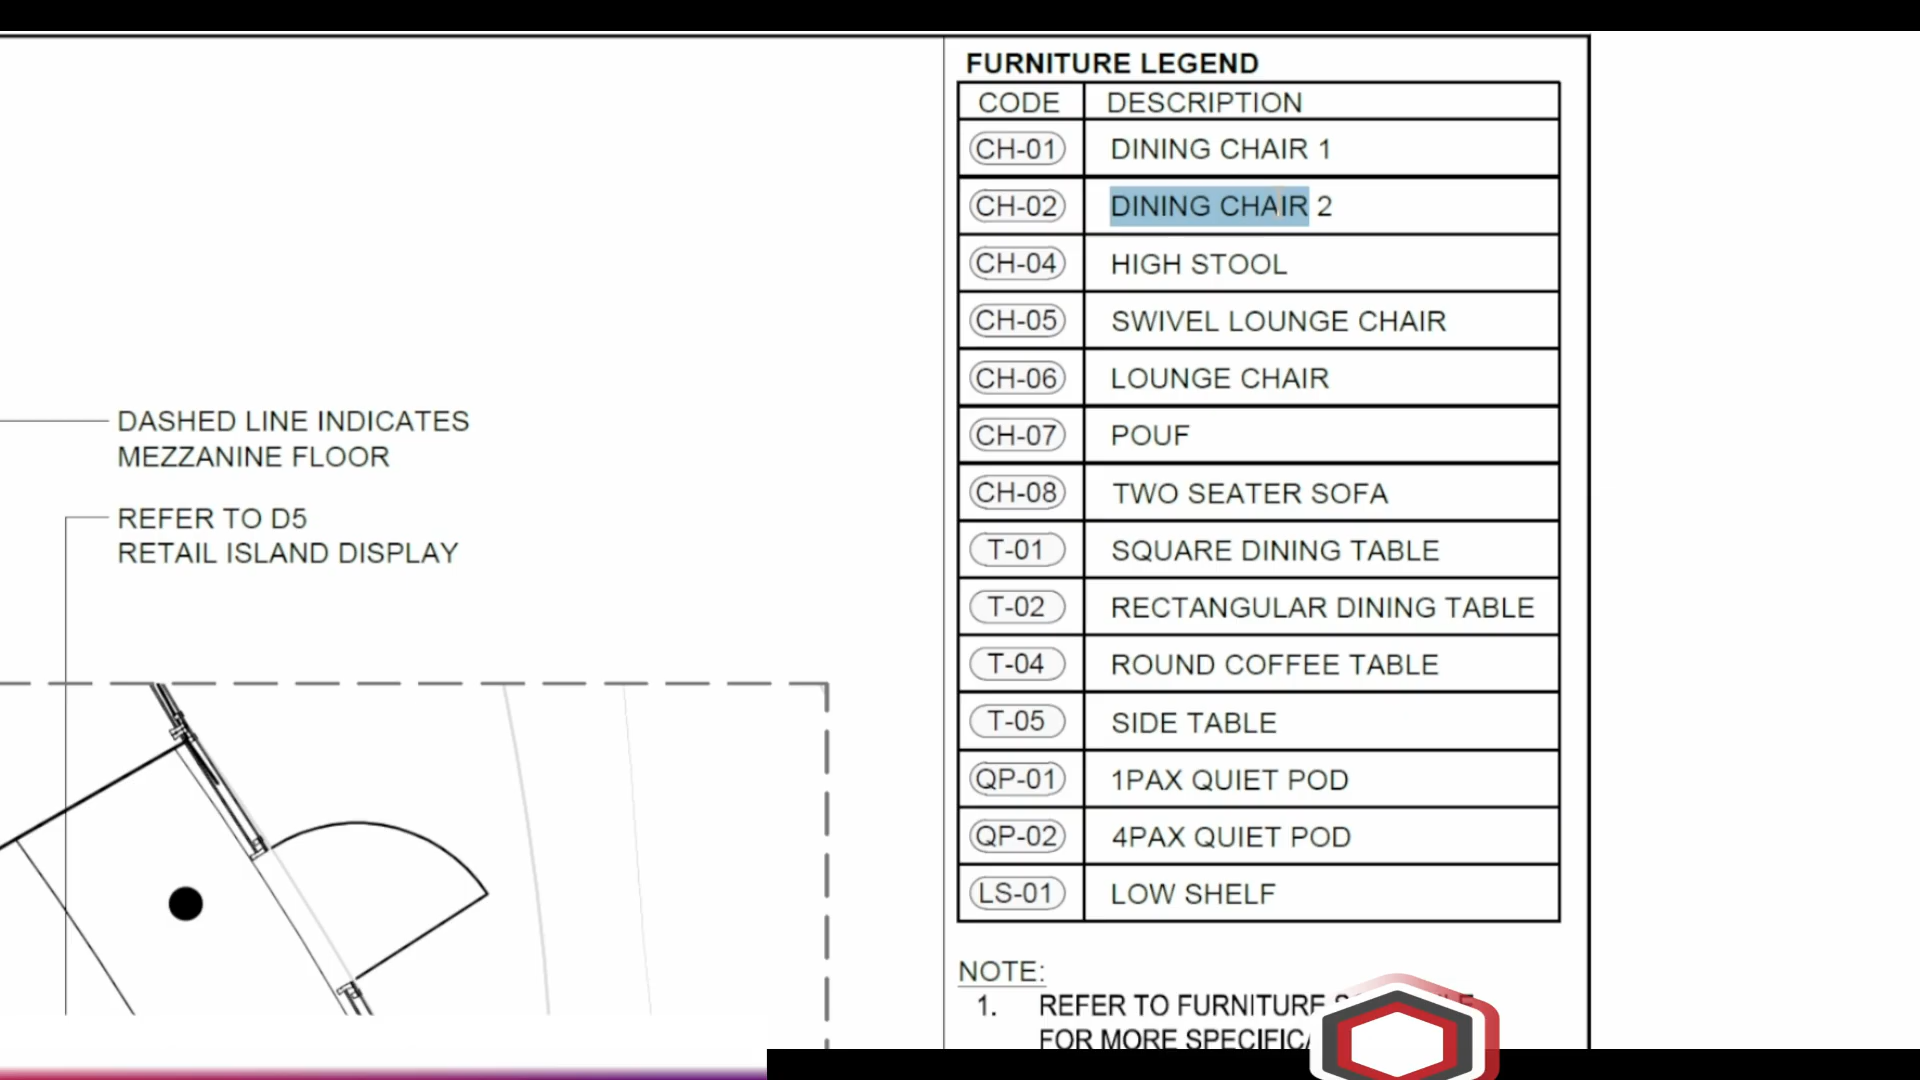 FURNITURE LEGEND
CODE DESCRIPTION
CH-01 DINING CHAIR 1
CH-02 DINING CHAIR 2
CH-04 HIGH STOOL
CH-05 SWIVEL LOUNGE CHAIR
CH-06 LOUNGE CHAIR
CH-07 POUF
CH-08 TWO SEATER SOFA
T-01 SQUARE DINING TABLE
T-02 RECTANGULAR DINING TABLE
T-04 ROUND COFFEE TABLE
T-05 SIDE TABLE
QP-01 1PAX QUIET POD
QP-02 4PAX QUIET POD
LS-01 LOW SHELF
NOTE:
1. REFER TO FURNITURE
FOR MORE
DASHED LINE INDICATES
MEZZANINE FLOOR
REFER TO D5
RETAIL ISLAND DISPLAY